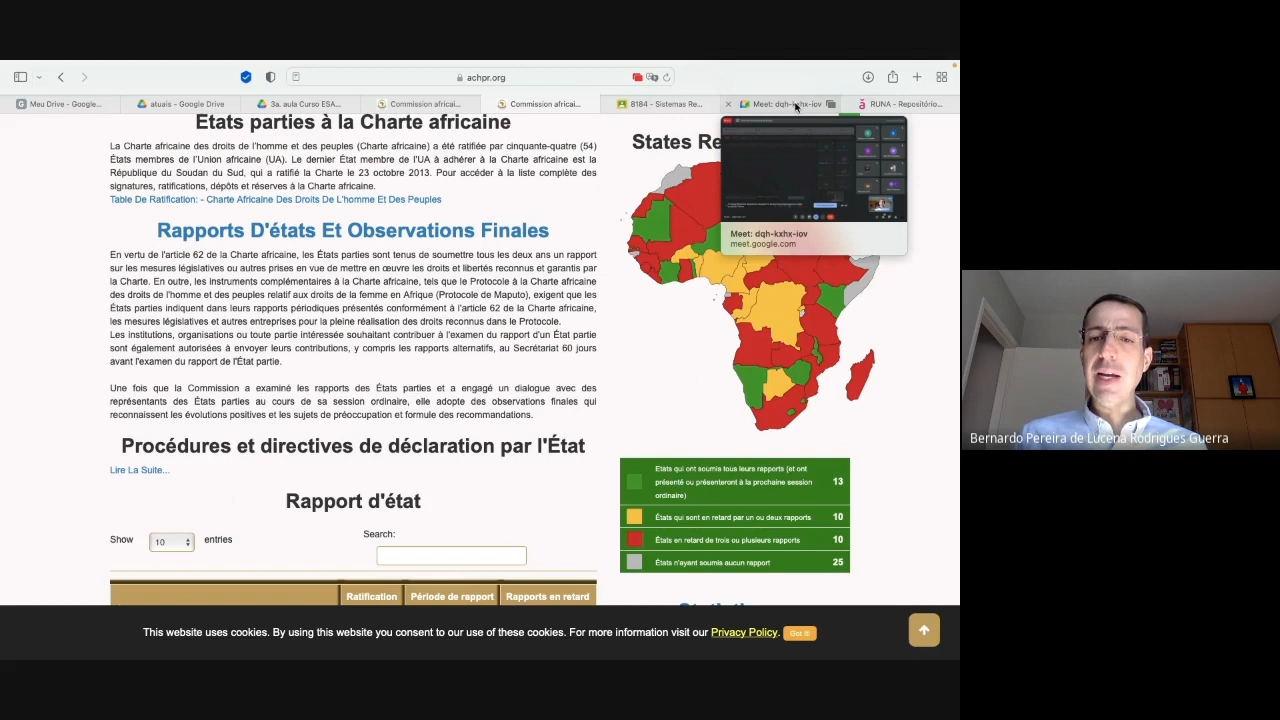 achpr.org
Meu Drive - Google...
atuais - Google Drive
3a. aula Curso ESA...
Commission africai...
Commission africai...
8184 - Sistemas Re...
Meet: dqh-kxhx-iov
RUNA - Repositório...
Etats parties à la Charte africaine
La Charte africaine des droits de l'homme et des peuples (Charte africaine) a été ratifiée par cinquante-quatre (54)
États membres de l'Union africaine (UA). Le dernier État membre de l'UA à adhérer à la Charte africaine est la
République du Soudan du Sud, qui a ratifié la Charte le 23 octobre 2013. Pour accéder à la liste complète des
signatures, ratifications, dépôts et réserves à la Charte africaine.
Table De Ratification: - Charte Africaine Des Droits De L'homme Et Des Peuples
Rapports D'états Et Observations Finales
En vertu de l'article 62 de la Charte africaine, les États parties sont tenus de soumettre tous les deux ans un rapport
sur les mesures législatives ou autres prises en vue de mettre en œuvre les droits et libertés reconnus et garantis par
la Charte. En outre, les instruments complémentaires à la Charte africaine, tels que le Protocole à la Charte africaine
des droits de l'homme et des peuples relatif aux droits de la femme en Afrique (Protocole de Maputo), exigent que les
États parties indiquent dans leurs rapports périodiques présentés conformément à l'article 62 de la Charte africaine,
les mesures législatives et autres entreprises pour la pleine réalisation des droits reconnus dans le Protocole.
Les institutions, organisations ou toute partie intéressée souhaitant contribuer à l'examen du rapport d'un État partie
sont également autorisées à envoyer leurs contributions, y compris les rapports alternatifs, au Secrétariat 60 jours
avant l'examen du rapport de l'État partie.
Une fois que la Commission a examiné les rapports des États parties et a engagé un dialogue avec des
représentants des États parties au cours de sa session ordinaire, elle adopte des observations finales qui
reconnaissent les évolutions positives et les sujets de préoccupation et formule des recommandations.
Procédures et directives de déclaration par l'État
Lire La Suite...
Rapport d'état
Show 10 entries
Search:
Ratification Période de rapport Rapports en retard
States Re
Meet: dqh-kxhx-iov
meet.google.com
Etats qui ont soumis tous leurs rapports (et ont
présenté ou présenteront à la prochaine session
ordinaire) 13
États qui sont en retard par un ou deux rapports 10
États en retard de trois ou plusieurs rapports 10
États n'ayant soumis aucun rapport 25
This website uses cookies. By using this website you consent to our use of these cookies. For more information visit our Privacy Policy. Got It!
Bernardo Pereira de Lucena Rodrigues Guerra